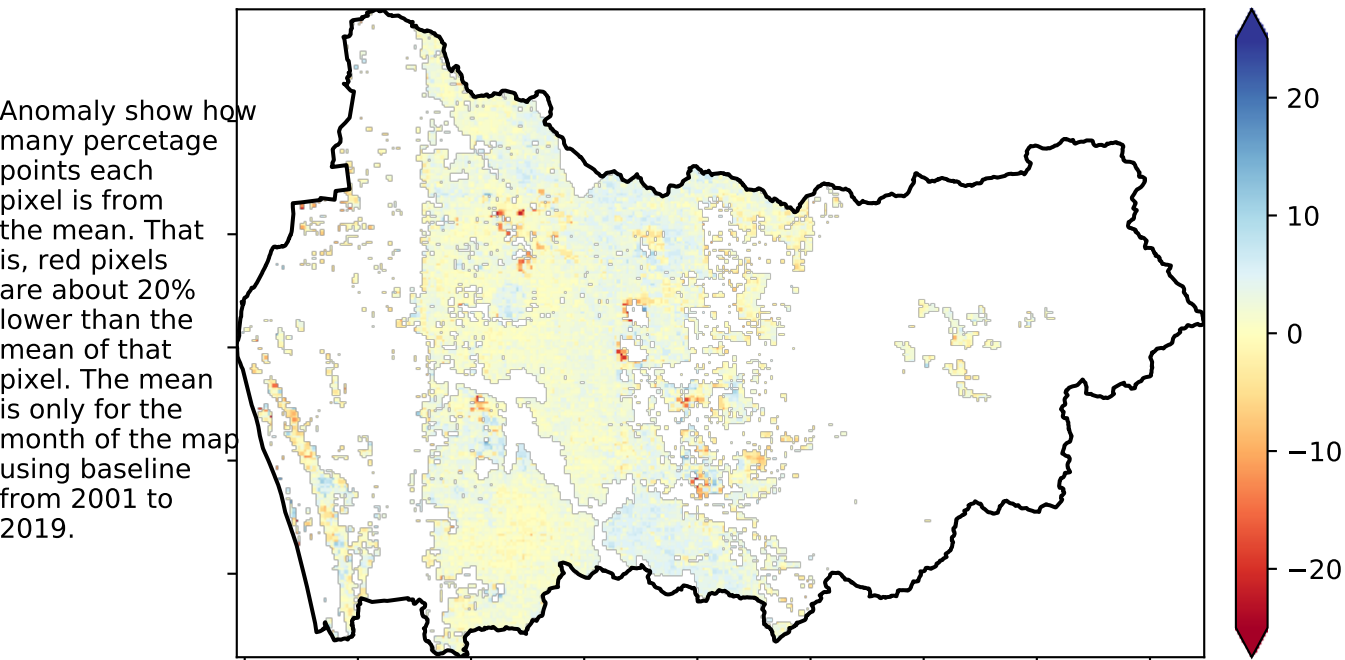 Anomaly show how
many percetage
points each
pixel is from
the mean. That
is, red pixels
are about 20%
lower than the
mean of that
pixel. The mean
is only for the
month of the map
using baseline
from 2001 to
2019.
20
10
0
−10
−20